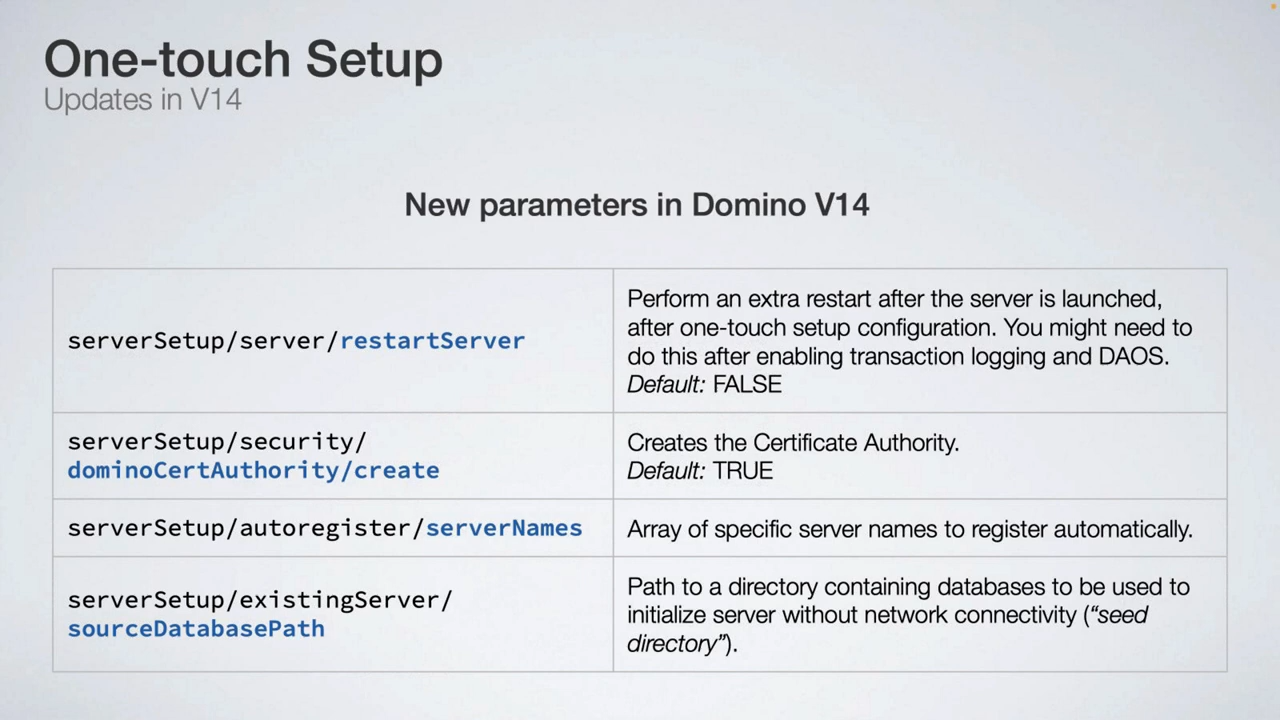 One-touch Setup
Updates in V14
New parameters in Domino V14
serverSetup/server/restartServer
Perform an extra restart after the server is launched,
after one-touch setup configuration. You might need to
do this after enabling transaction logging and DAOS.
Default: FALSE
serverSetup/security/
dominoCertAuthority/create
Creates the Certificate Authority.
Default: TRUE
serverSetup/autoregister/serverNames
Array of specific server names to register automatically.
serverSetup/existingServer/
sourceDatabasePath
Path to a directory containing databases to be used to
initialize server without network connectivity (“seed
directory”).